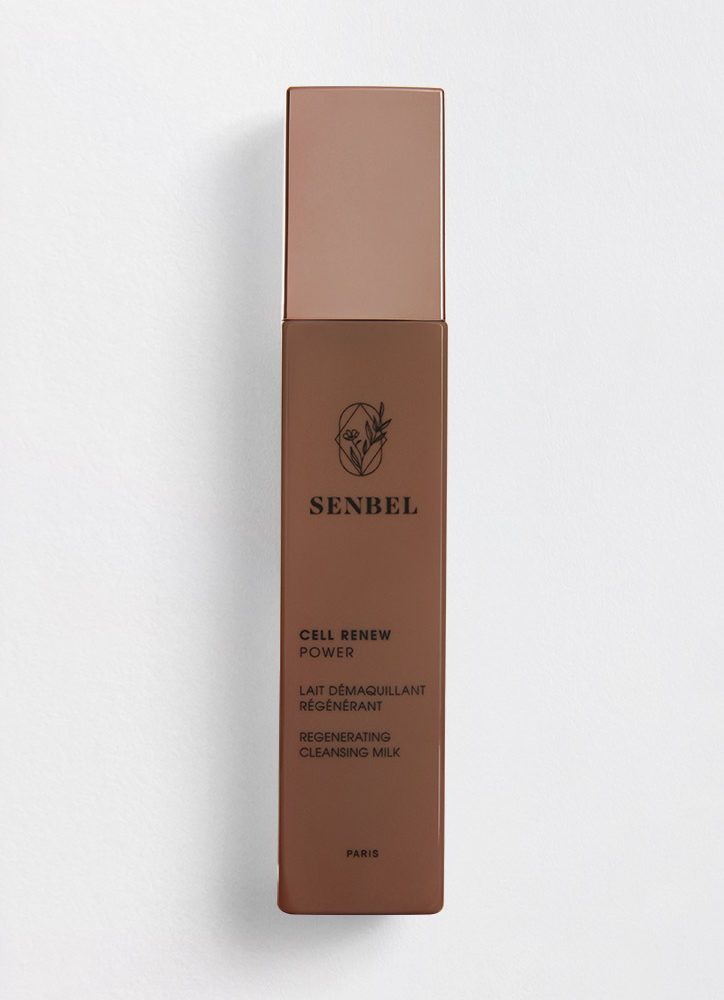 SENBEL
CELL RENEW
POWER
LAIT DÉMAQUILLANT
RÉGÉNÉRANT
REGENERATING
CLEANSING MILK
PARIS